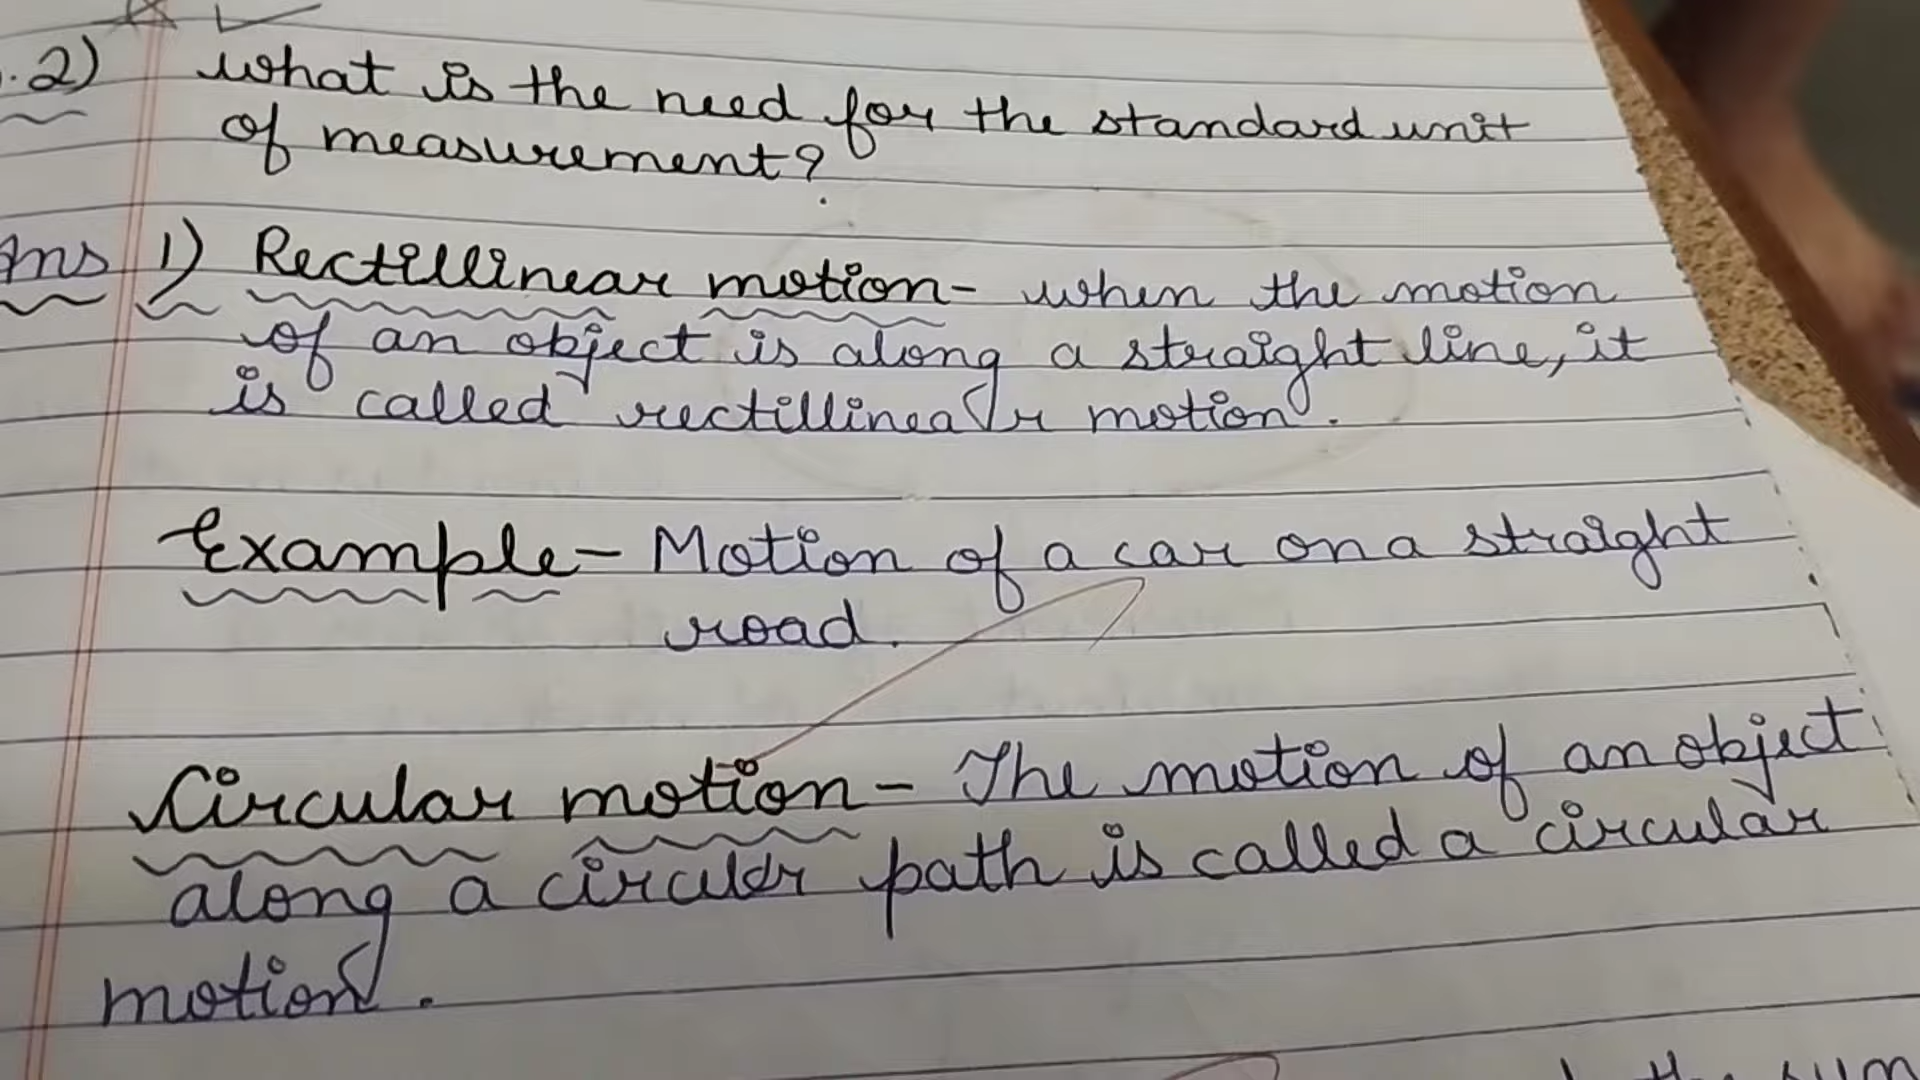 .2) What is the need for the standard unit
of measurement?
Ans 1) Rectillinear motion- when the motion
of an object is along a straight line, it
is called rectillinear motion.
Example- Motion of a car on a straight
road.
Circular motion- The motion of an object
along a circular path is called a circular
motion.